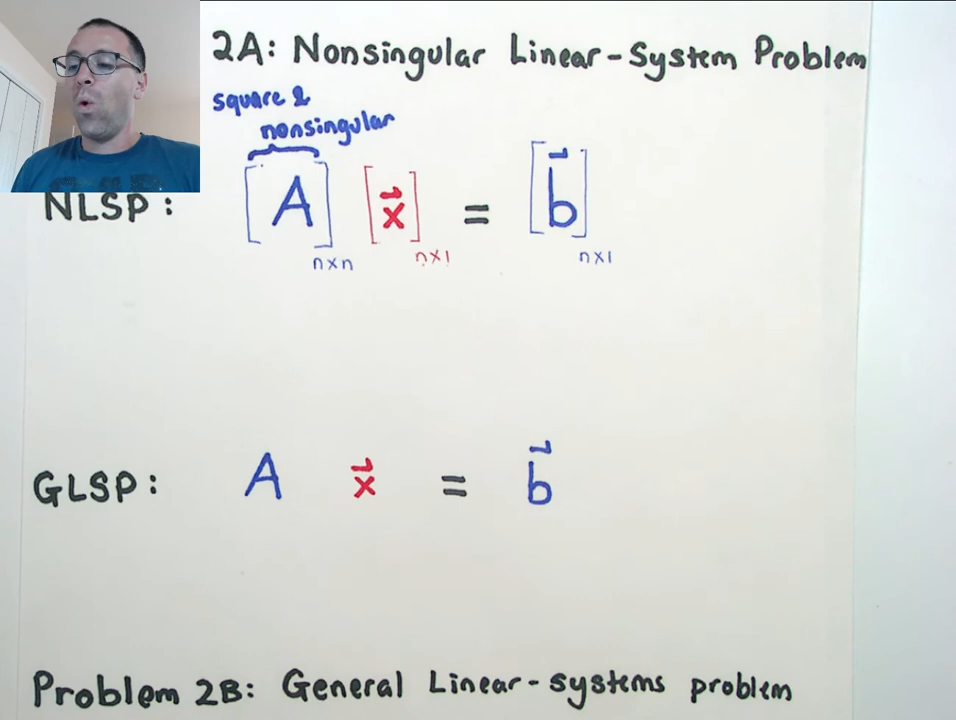 2A: Nonsingular Linear-System Problem
square &
nonsingular
NLSP: [A] [x⃗] = [b⃗]
n×n n×1 n×1
GLSP: A x⃗ = b⃗
Problem 2B: General Linear-systems problem